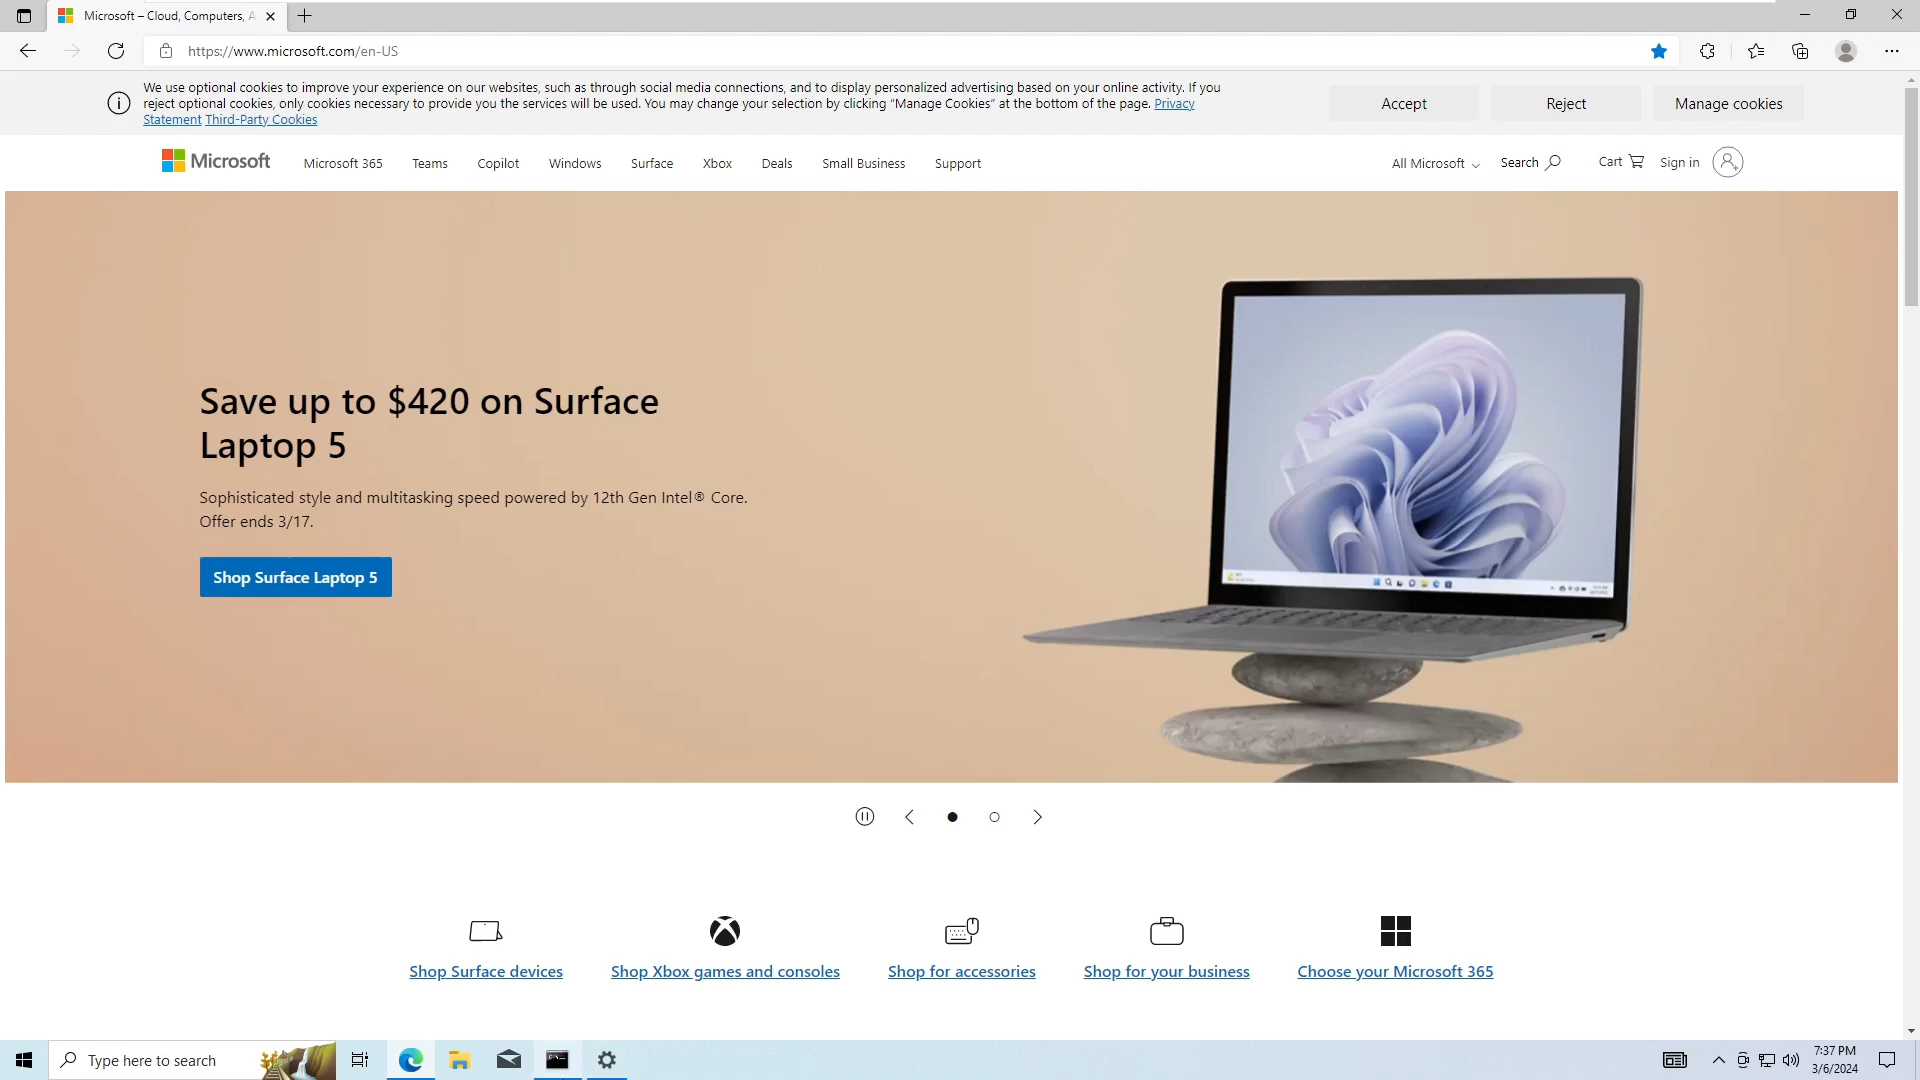 Microsoft – Cloud, Computers, A
https://www.microsoft.com/en-US
We use optional cookies to improve your experience on our websites, such as through social media connections, and to display personalized advertising based on your online activity. If you
reject optional cookies, only cookies necessary to provide you the services will be used. You may change your selection by clicking “Manage Cookies” at the bottom of the page. Privacy
Statement Third-Party Cookies
Accept
Reject
Manage cookies
Microsoft
Microsoft 365
Teams
Copilot
Windows
Surface
Xbox
Deals
Small Business
Support
All Microsoft
Search
Cart
Sign in
Save up to $420 on Surface
Laptop 5
Sophisticated style and multitasking speed powered by 12th Gen Intel® Core.
Offer ends 3/17.
Shop Surface Laptop 5
Shop Surface devices
Shop Xbox games and consoles
Shop for accessories
Shop for your business
Choose your Microsoft 365
Type here to search
7:37 PM
3/6/2024